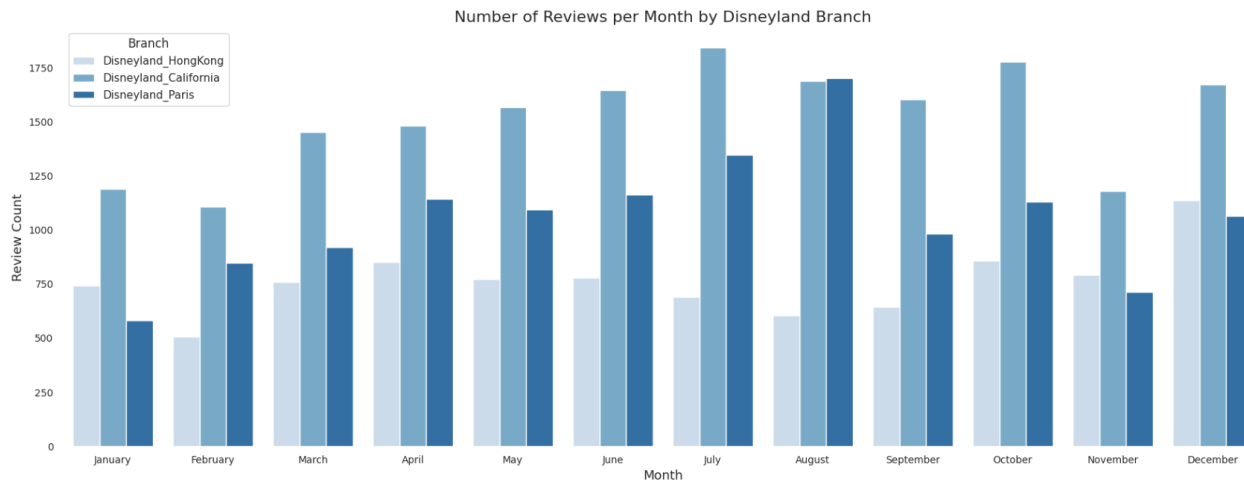 Number of Reviews per Month by Disneyland Branch
Branch
Disneyland_HongKong
Disneyland_California
Disneyland_Paris
Review Count
1750
1500
1250
1000
750
500
250
0
January February March April May June July August September October November December
Month